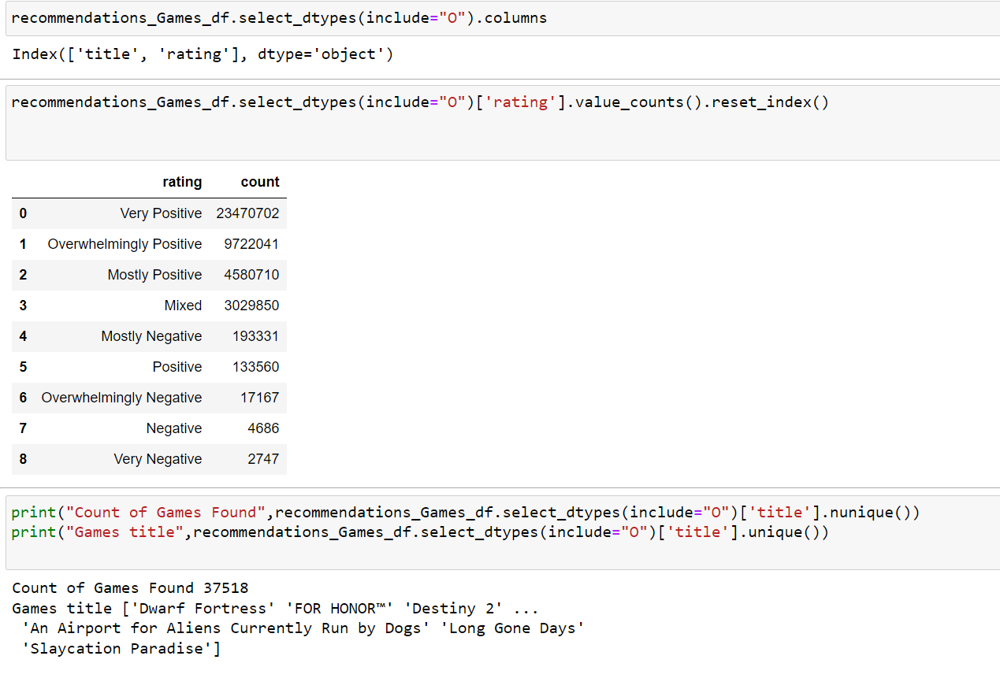 recommendations_Games_df.select_dtypes(include="O").columns
Index(['title', 'rating'], dtype='object')
recommendations_Games_df.select_dtypes(include="O")['rating'].value_counts().reset_index()
rating count
0 Very Positive 23470702
1 Overwhelmingly Positive 9722041
2 Mostly Positive 4580710
3 Mixed 3029850
4 Mostly Negative 193331
5 Positive 133560
6 Overwhelmingly Negative 17167
7 Negative 4686
8 Very Negative 2747
print("Count of Games Found",recommendations_Games_df.select_dtypes(include="O")['title'].nunique())
print("Games title",recommendations_Games_df.select_dtypes(include="O")['title'].unique())
Count of Games Found 37518
Games title ['Dwarf Fortress' 'FOR HONOR™' 'Destiny 2' ...
 'An Airport for Aliens Currently Run by Dogs' 'Long Gone Days'
 'Slaycation Paradise']